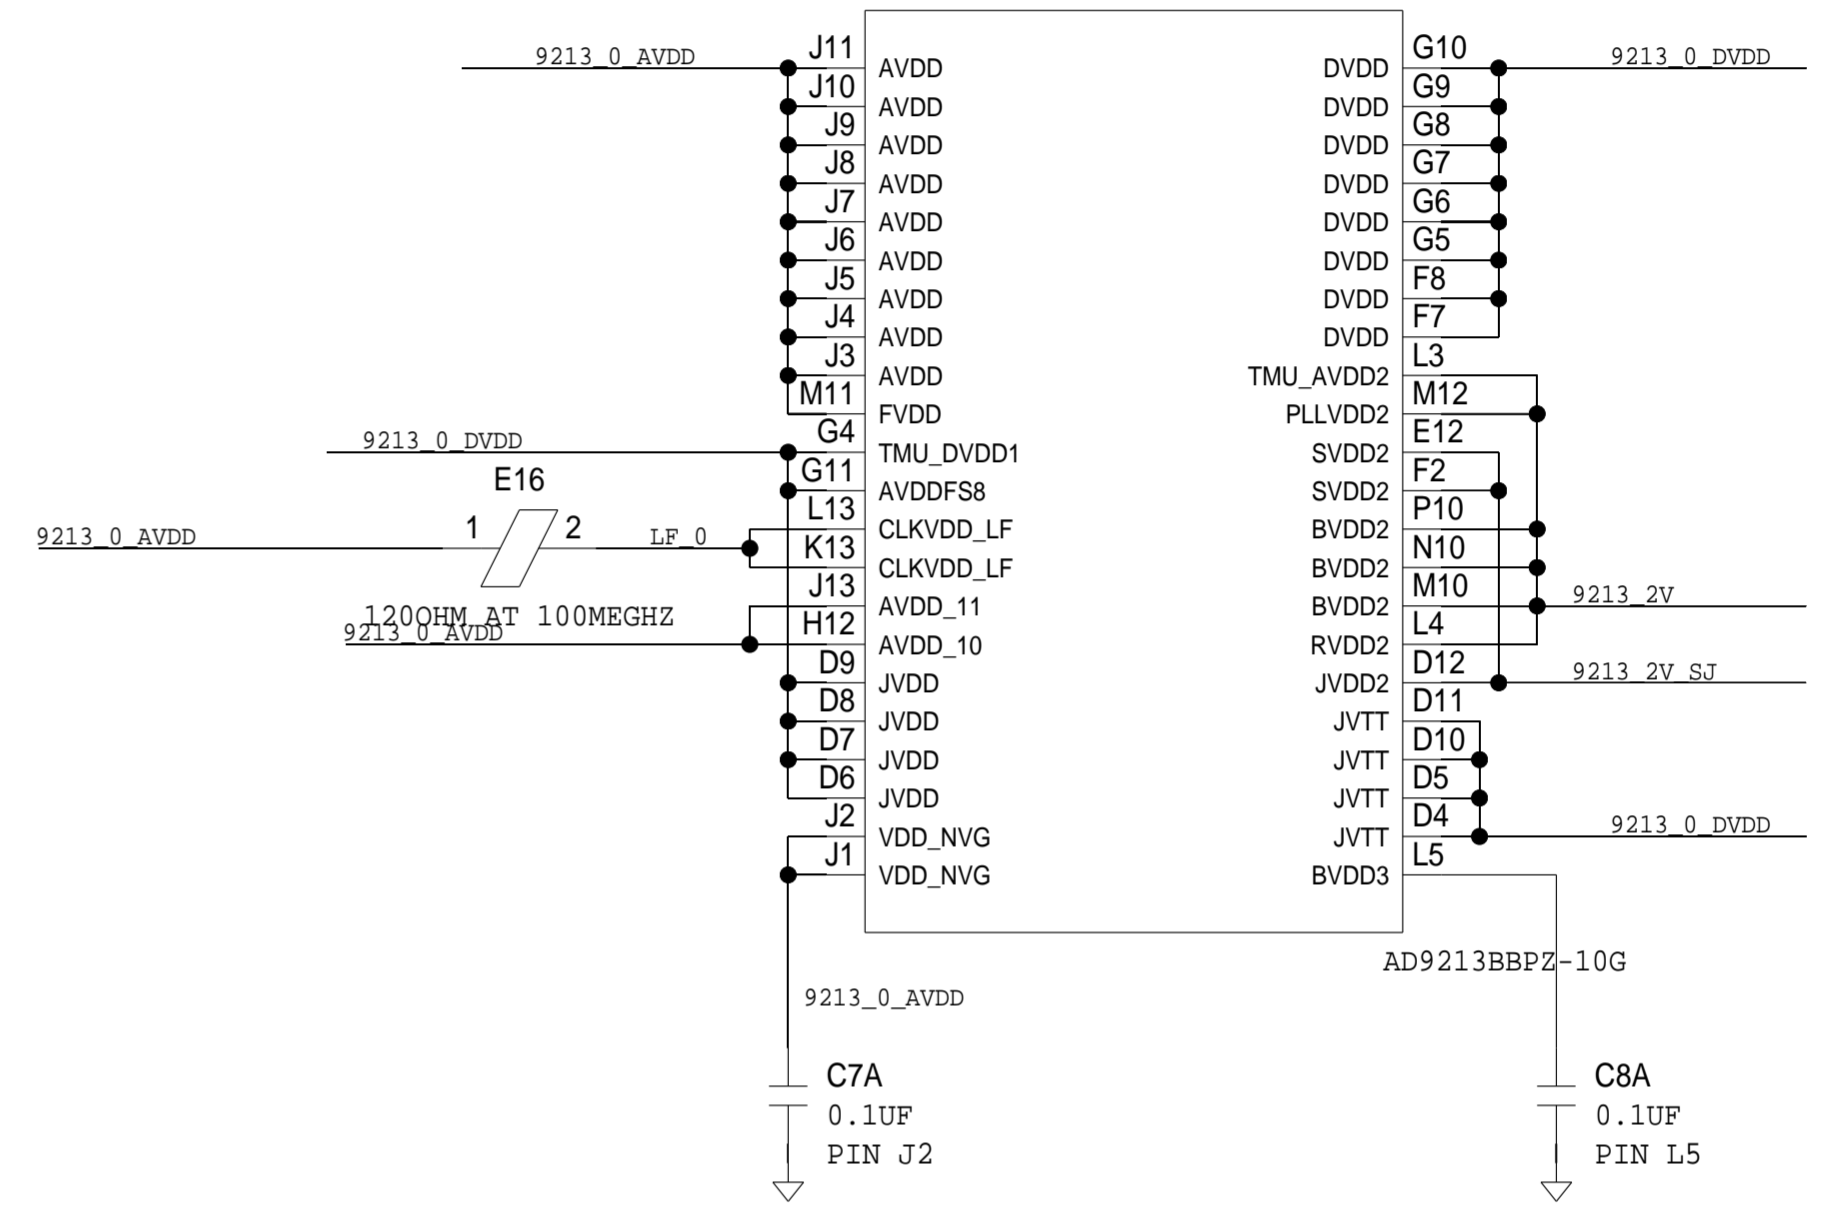 9213_0_AVDD J11 AVDD DVDD G10 9213_0_DVDD
J10 AVDD DVDD G9
J9 AVDD DVDD G8
J8 AVDD DVDD G7
J7 AVDD DVDD G6
J6 AVDD DVDD G5
J5 AVDD DVDD F8
J4 AVDD DVDD F7
J3 AVDD TMU_AVDD2 L3
M11 FVDD PLLVDD2 M12
9213_0_DVDD G4 TMU_DVDD1 SVDD2 E12
E16 G11 AVDDFS8 SVDD2 F2
L13 CLKVDD_LF BVDD2 P10
9213_0_AVDD 1 2 LF_0
K13 CLKVDD_LF BVDD2 N10
J13 AVDD_11 BVDD2 M10 9213_2V
120OHM AT 100MEGHZ
9213_0_AVDD H12 AVDD_10 RVDD2 L4
D9 JVDD JVDD2 D12 9213_2V_SJ
D8 JVDD JVTT D11
D7 JVDD JVTT D10
D6 JVDD JVTT D5
J2 VDD_NVG JVTT D4 9213_0_DVDD
J1 VDD_NVG BVDD3 L5
AD9213BBPZ-10G
9213_0_AVDD
C7A
0.1UF
PIN J2
C8A
0.1UF
PIN L5